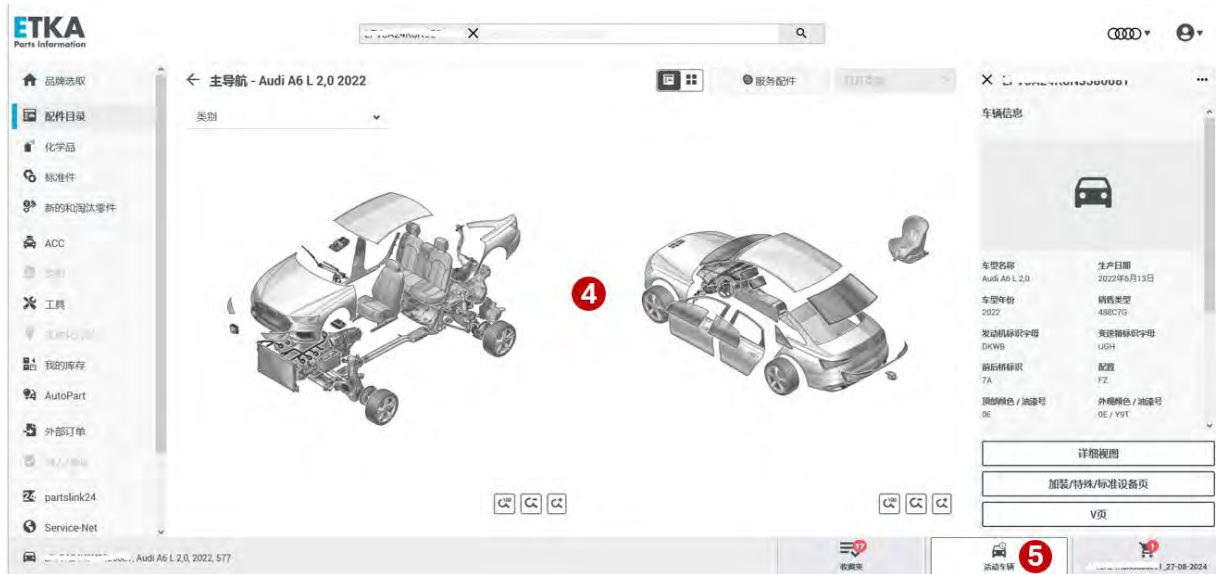 ETKA
Parts Information
品牌选取
配件目录
化学品
标准件
新的和淘汰零件
ACC
工具
我的库存
AutoPart
外部订单
partslink24
Service-Net
主导航 - Audi A6 L 2,0 2022
服务配件
类别
4
车辆信息
车型名称 生产日期
Audi A6 L 2,0 2022年6月13日
车型年份 销售类型
2022 4B8C7G
发动机标识字母 变速箱标识字母
DKWB UGH
前后桥标识 配置
7A FZ
顶部颜色 / 油漆号 外观颜色 / 油漆号
0E 0E / Y9T
详细视图
加装/特殊/标准设备页
V页
Audi A6 L 2,0, 2022, 577
17
收藏夹
活动车辆
5
1
_27-08-2024